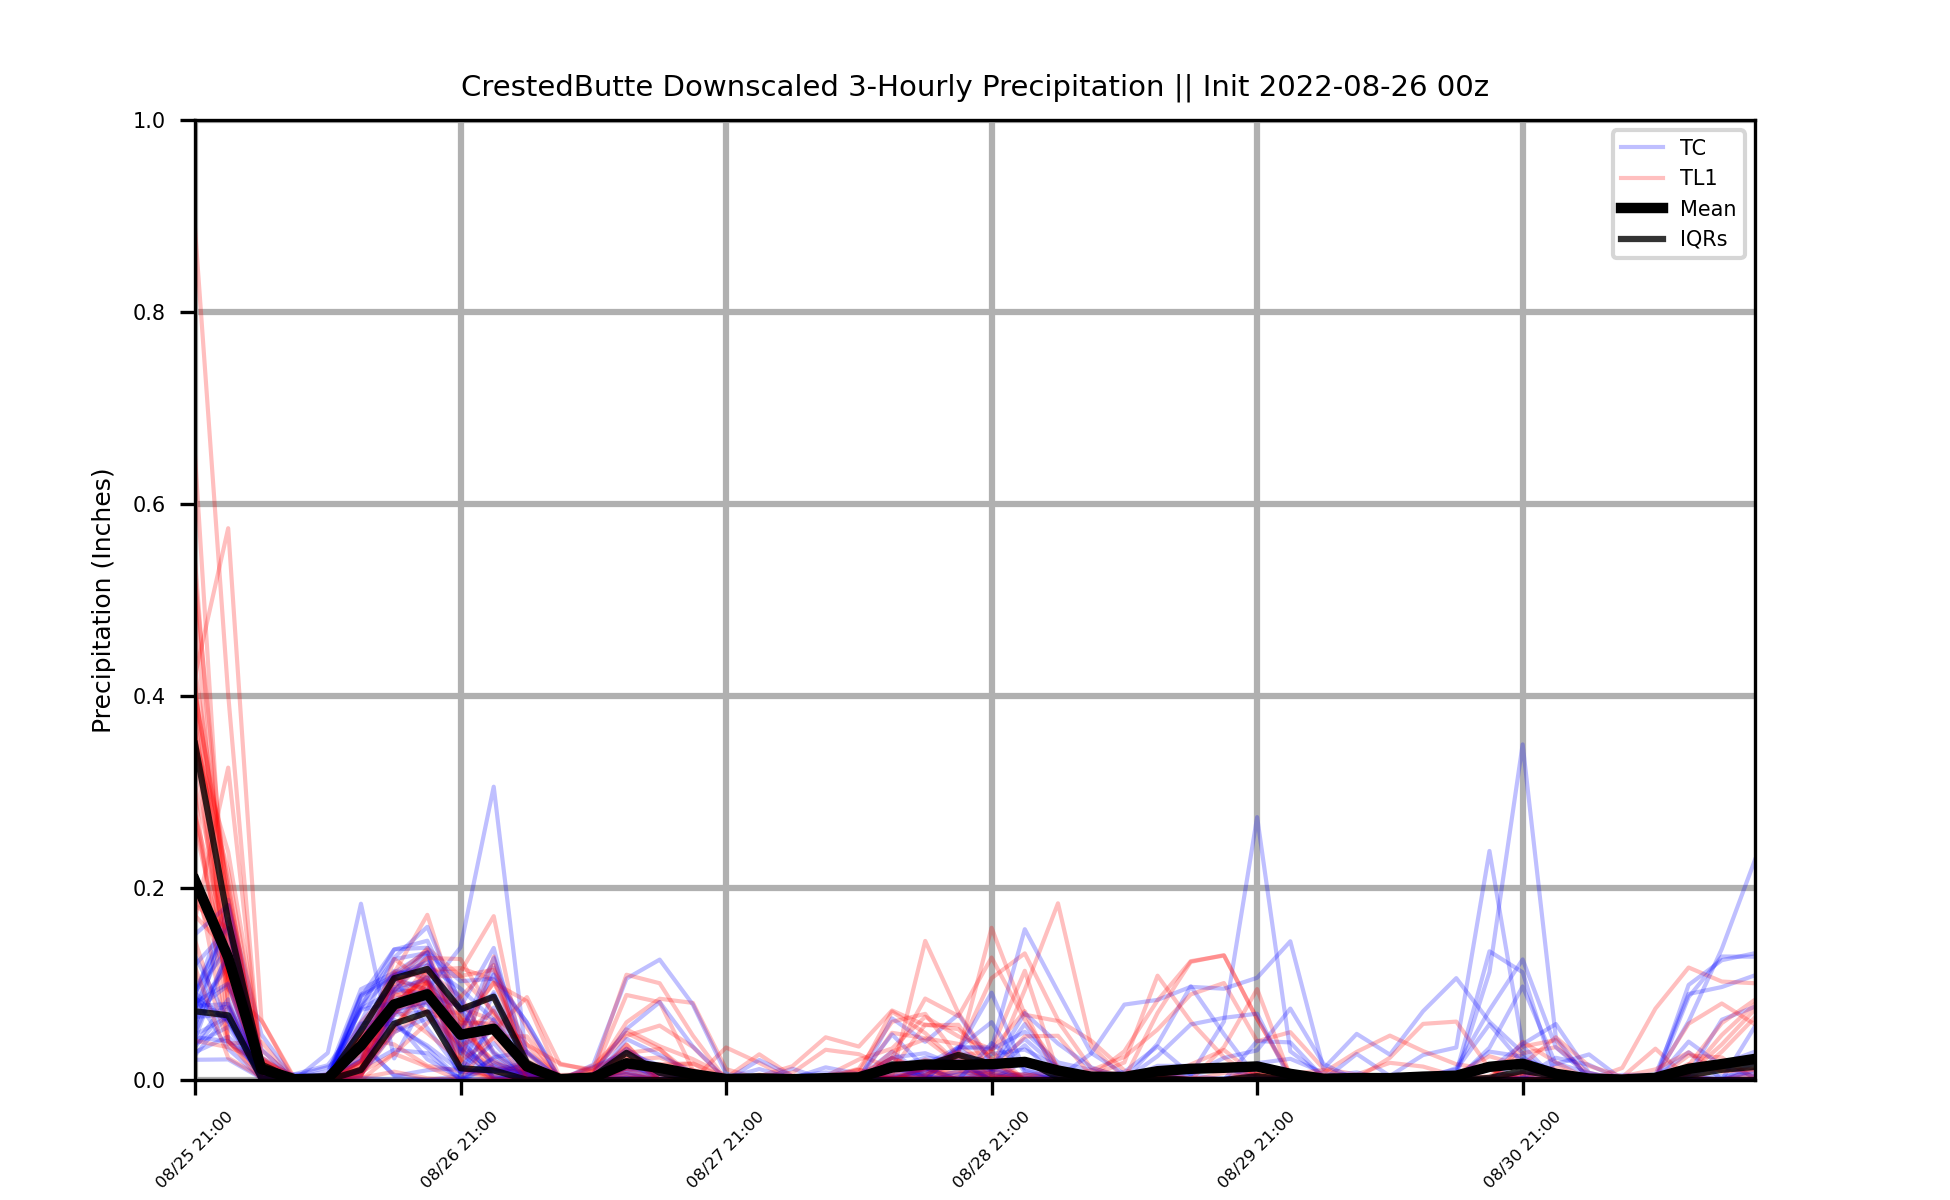 CrestedButte Downscaled 3-Hourly Precipitation || Init 2022-08-26 00z
TC
TL1
Mean
IQRs
Precipitation (Inches)
1.0
0.8
0.6
0.4
0.2
0.0
08/25 21:00
08/26 21:00
08/27 21:00
08/28 21:00
08/29 21:00
08/30 21:00